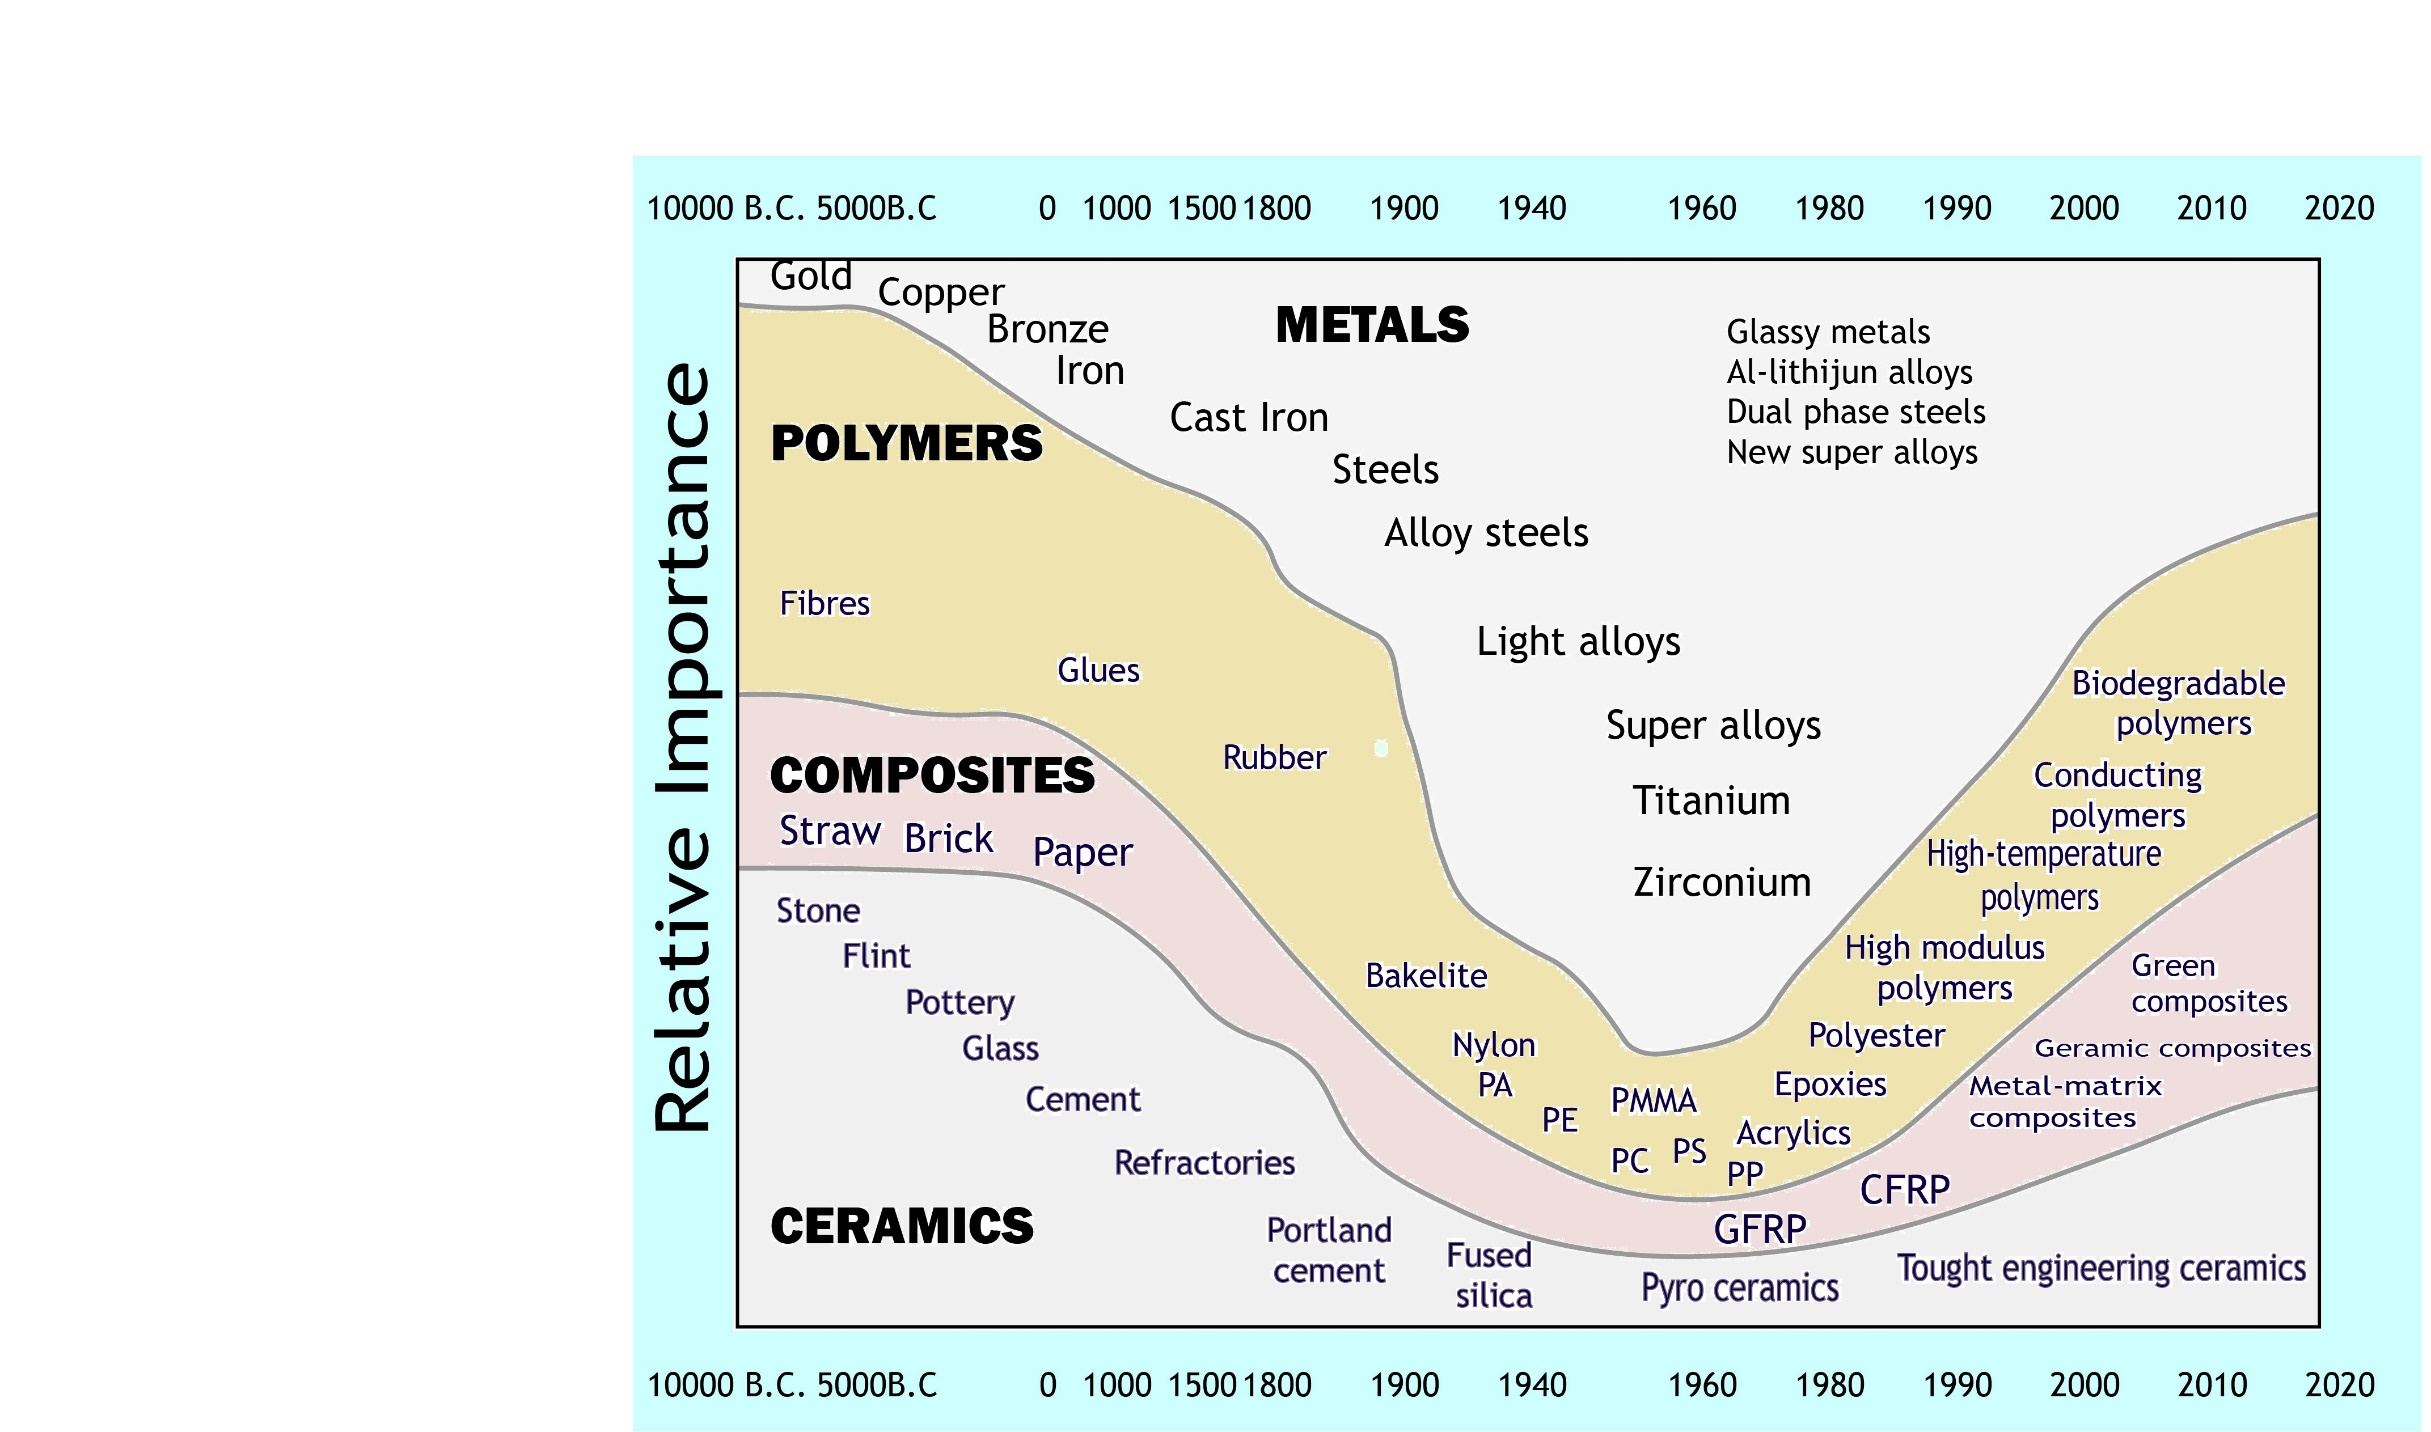 10000 B.C. 5000B.C 0 1000 1500 1800 1900 1940 1960 1980 1990 2000 2010 2020
Relative Importance
Gold
Copper
Bronze
Iron
METALS
Cast Iron
Steels
Alloy steels
Light alloys
Super alloys
Titanium
Zirconium
Glassy metals
Al-lithijun alloys
Dual phase steels
New super alloys
POLYMERS
Fibres
Glues
Rubber
Bakelite
Nylon
PA
PE
PMMA
PC
PS
PP
Acrylics
Epoxies
Polyester
High modulus
polymers
High-temperature
polymers
Conducting
polymers
Biodegradable
polymers
COMPOSITES
Straw Brick Paper
GFRP
CFRP
Metal-matrix
composites
Geramic composites
Green
composites
Stone
Flint
Pottery
Glass
Cement
Refractories
CERAMICS
Portland
cement
Fused
silica
Pyro ceramics
Tought engineering ceramics
10000 B.C. 5000B.C 0 1000 1500 1800 1900 1940 1960 1980 1990 2000 2010 2020